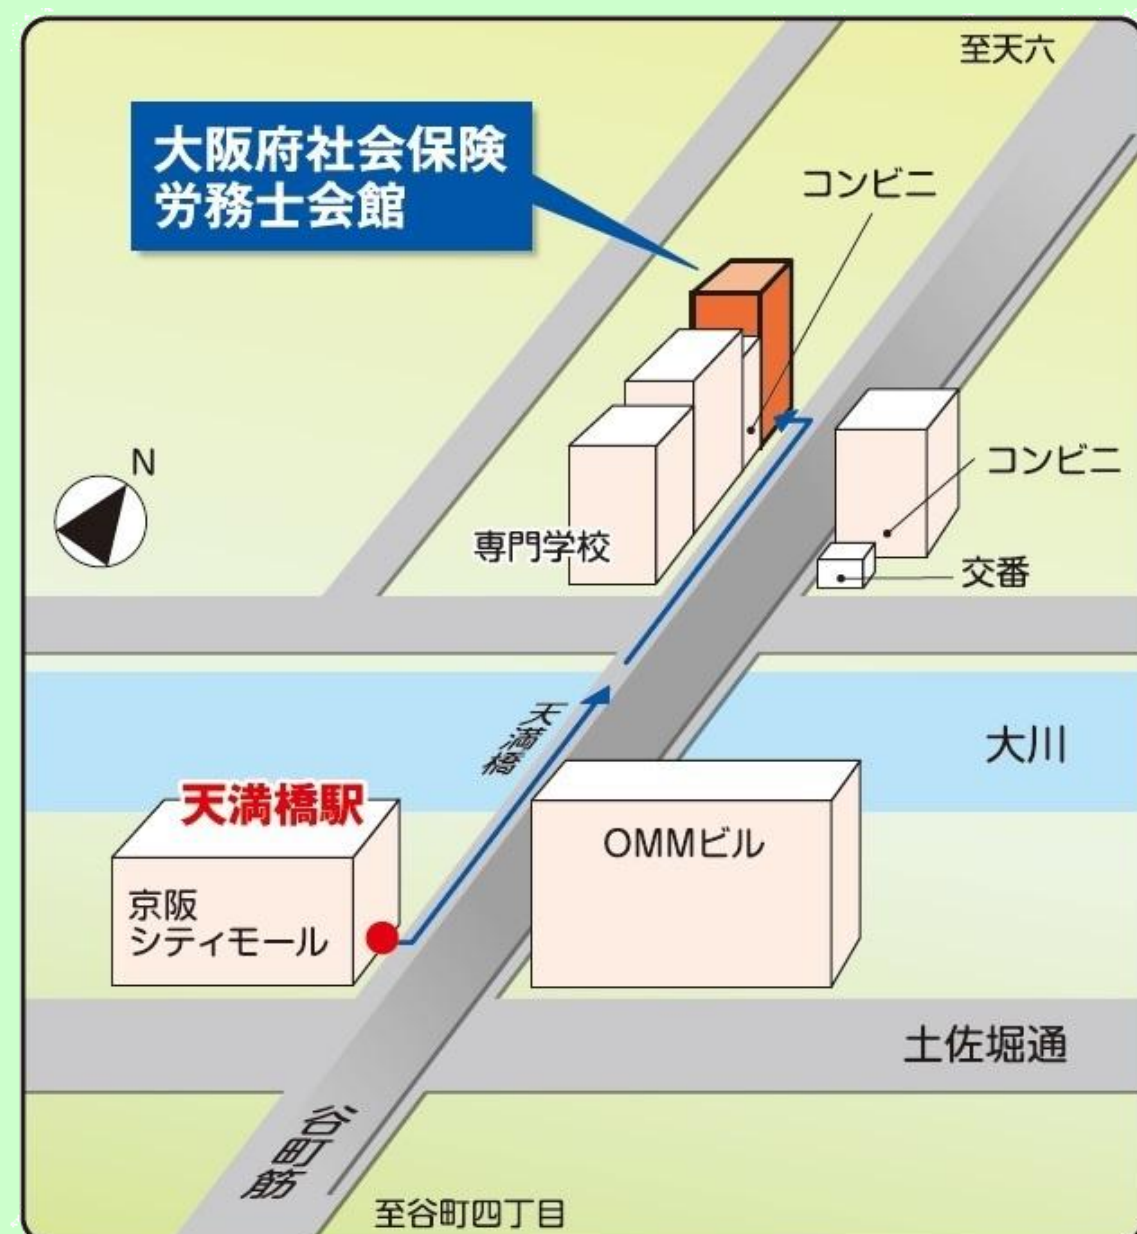 至天六
大阪府社会保険
労務士会館
コンビニ
N
コンビニ
専門学校
交番
天満橋
大川
天満橋駅
OMMビル
京阪
シティモール
土佐堀通
谷町筋
至谷町四丁目